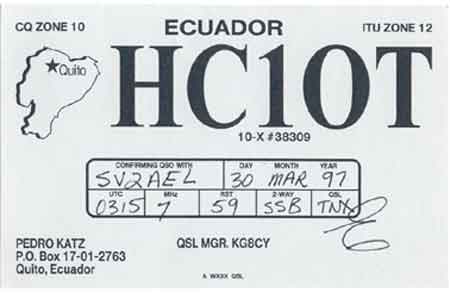 CQ ZONE 10 ECUADOR ITU ZONE 12
★Quito
HC1OT
10-X #38309
CONFIRMING QSO WITH DAY MONTH YEAR
SV2AEL 30 MAR 97
UTC MHz RST 2-WAY QSL
0315 7 59 SSB TNX
PEDRO KATZ QSL MGR. KG8CY
P.O. Box 17-01-2763
Quito, Ecuador
A WX9X QSL